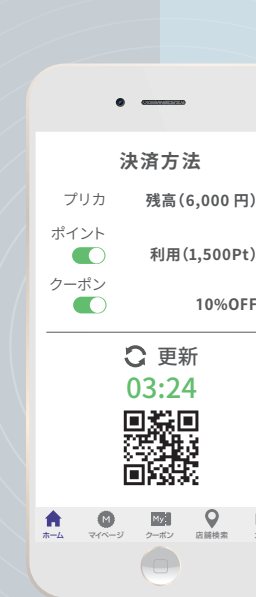 決済方法
プリカ 残高(6,000 円)
ポイント
利用(1,500Pt)
クーポン
10%OFF
更新
03:24
M My!
ホーム マイページ クーポン 店舗検索